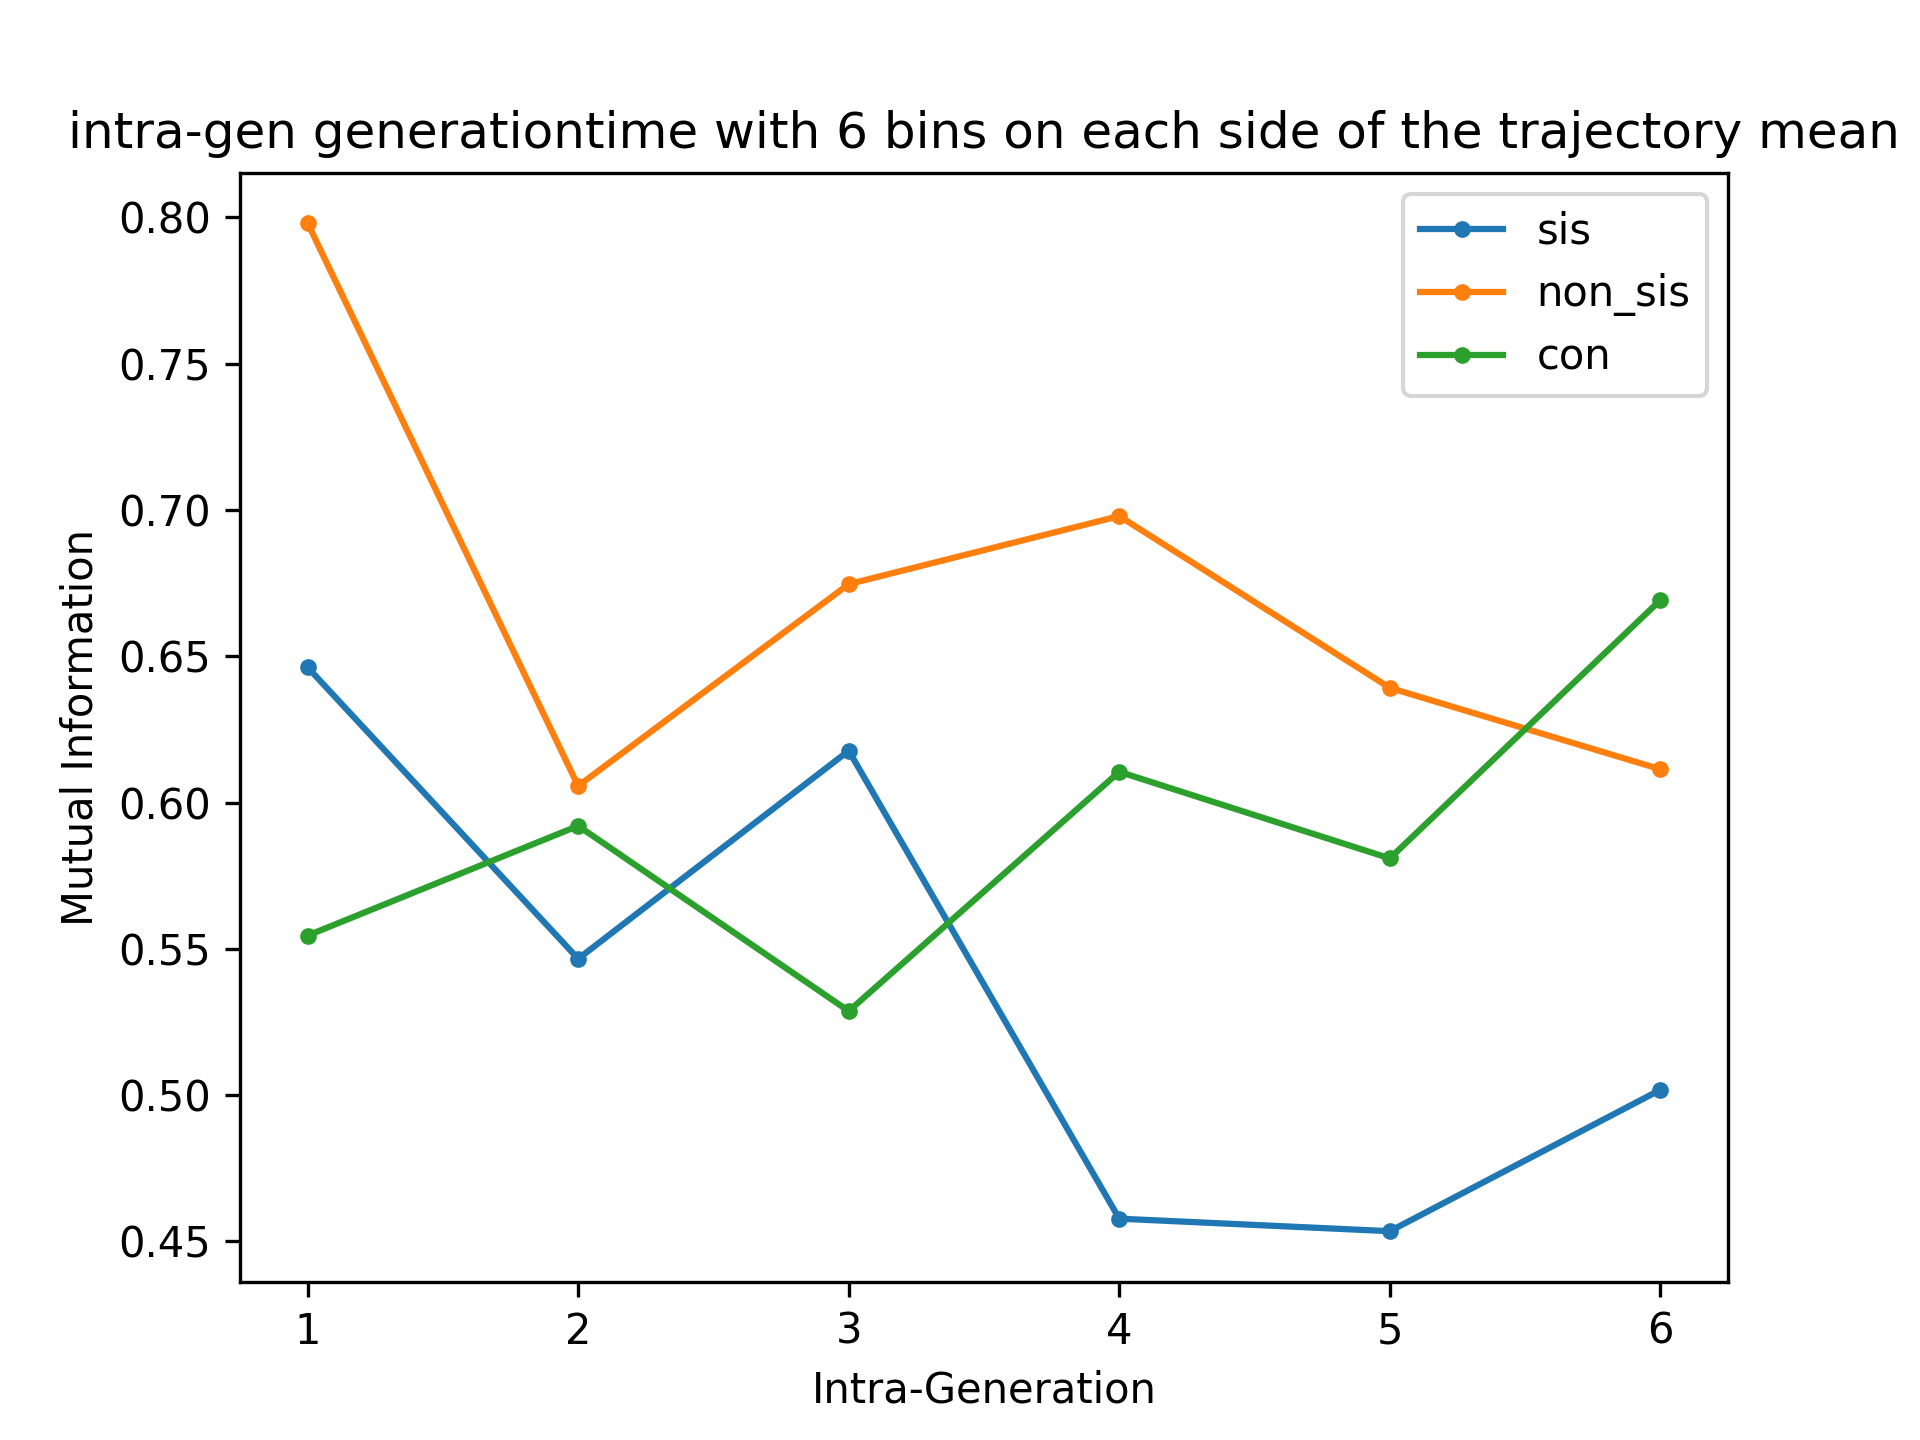 intra-gen generationtime with 6 bins on each side of the trajectory mean
sis
non_sis
con
0.80
0.75
0.70
0.65
0.60
0.55
0.50
0.45
Mutual Information
1 2 3 4 5 6
Intra-Generation